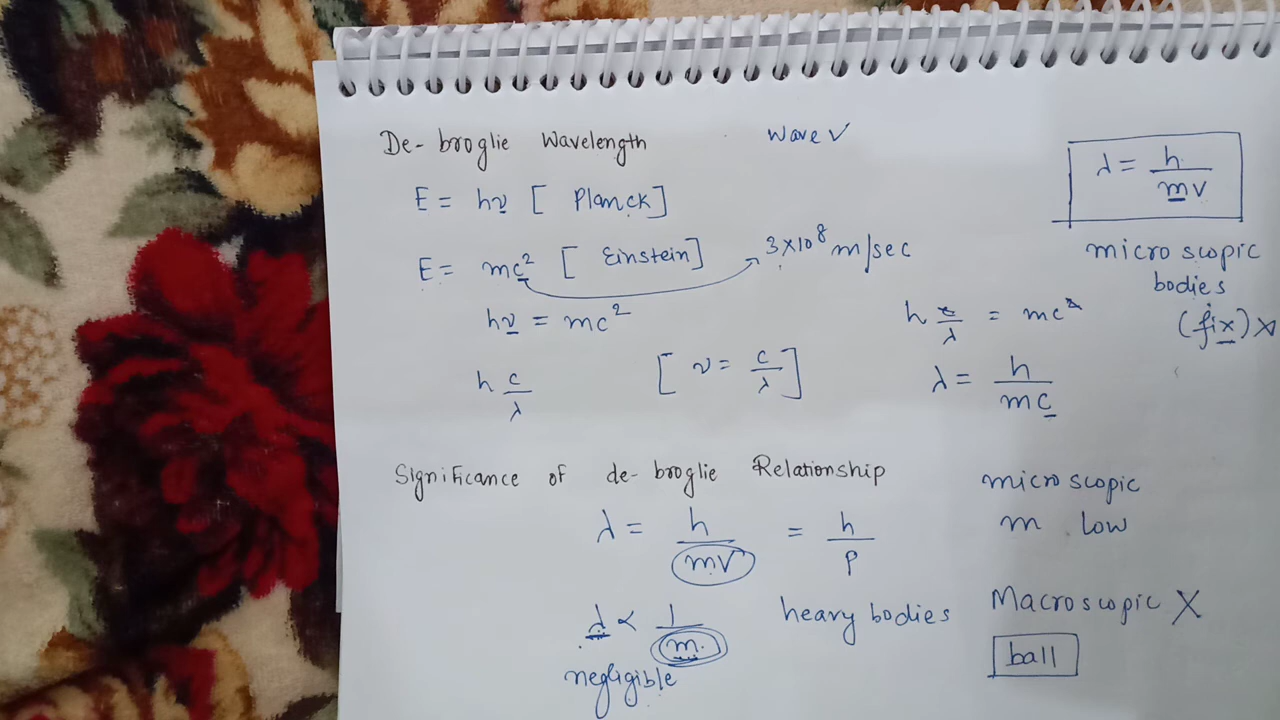 De-broglie Wavelength
Wave ✓
λ = h/mv
E = hν [ Planck]
E = mc² [ Einstein]
3×10⁸ m/sec
microscopic
bodies
(fix) X
hν = mc²
h c/λ
[ ν = c/λ ]
h c/λ = mc²
λ = h/mc
Significance of de-broglie Relationship
λ = h/mv = h/p
microscopic
m low
λ ∝ 1/m
heavy bodies
Macroscopic X
ball
negligible